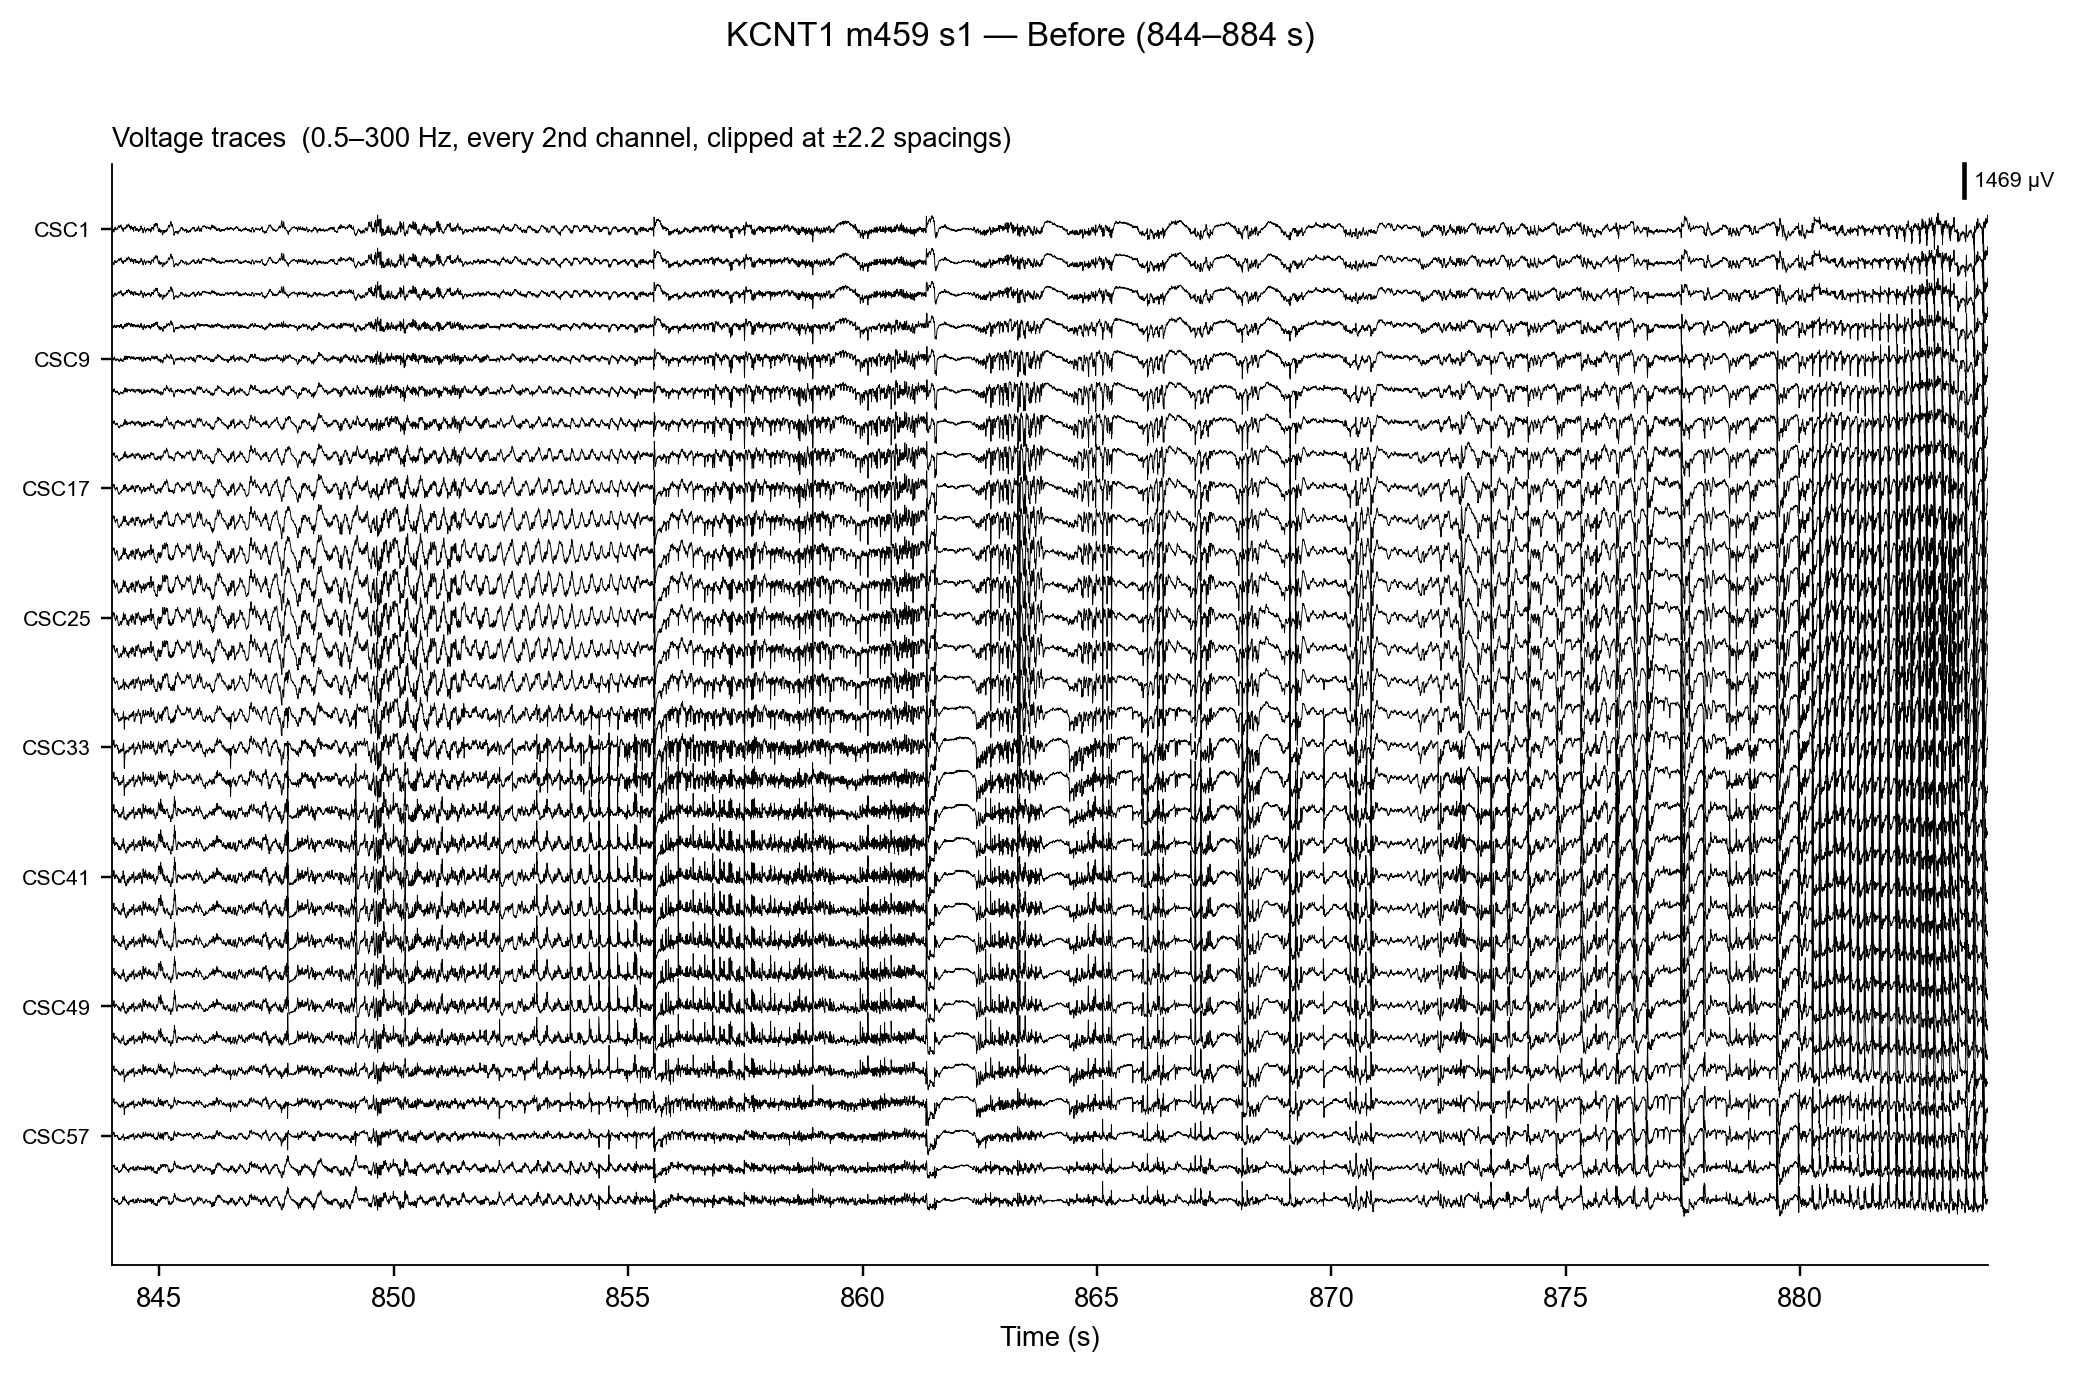 KCNT1 m459 s1 — Before (844–884 s)
Voltage traces  (0.5–300 Hz, every 2nd channel, clipped at ±2.2 spacings)
1469 µV
CSC1
CSC9
CSC17
CSC25
CSC33
CSC41
CSC49
CSC57
845 850 855 860 865 870 875 880
Time (s)